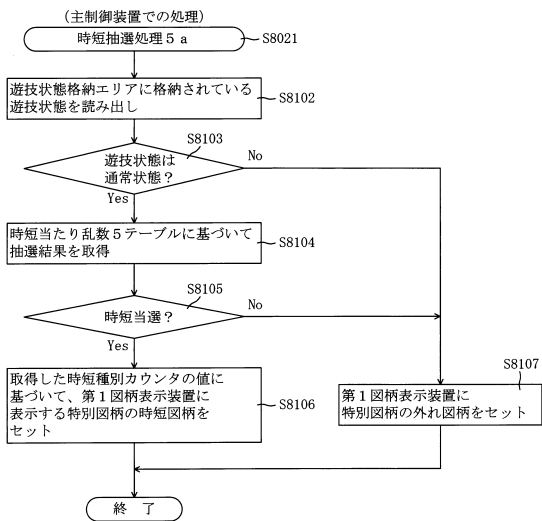 (主制御装置での処理)
時短抽選処理5a
S8021
遊技状態格納エリアに格納されている
遊技状態を読み出し
S8102
S8103
遊技状態は
通常状態?
No
Yes
時短当たり乱数5テーブルに基づいて
抽選結果を取得
S8104
S8105
時短当選?
No
Yes
取得した時短種別カウンタの値に
基づいて、第1図柄表示装置に
表示する特別図柄の時短図柄を
セット
S8106
S8107
第1図柄表示装置に
特別図柄の外れ図柄をセット
終 了